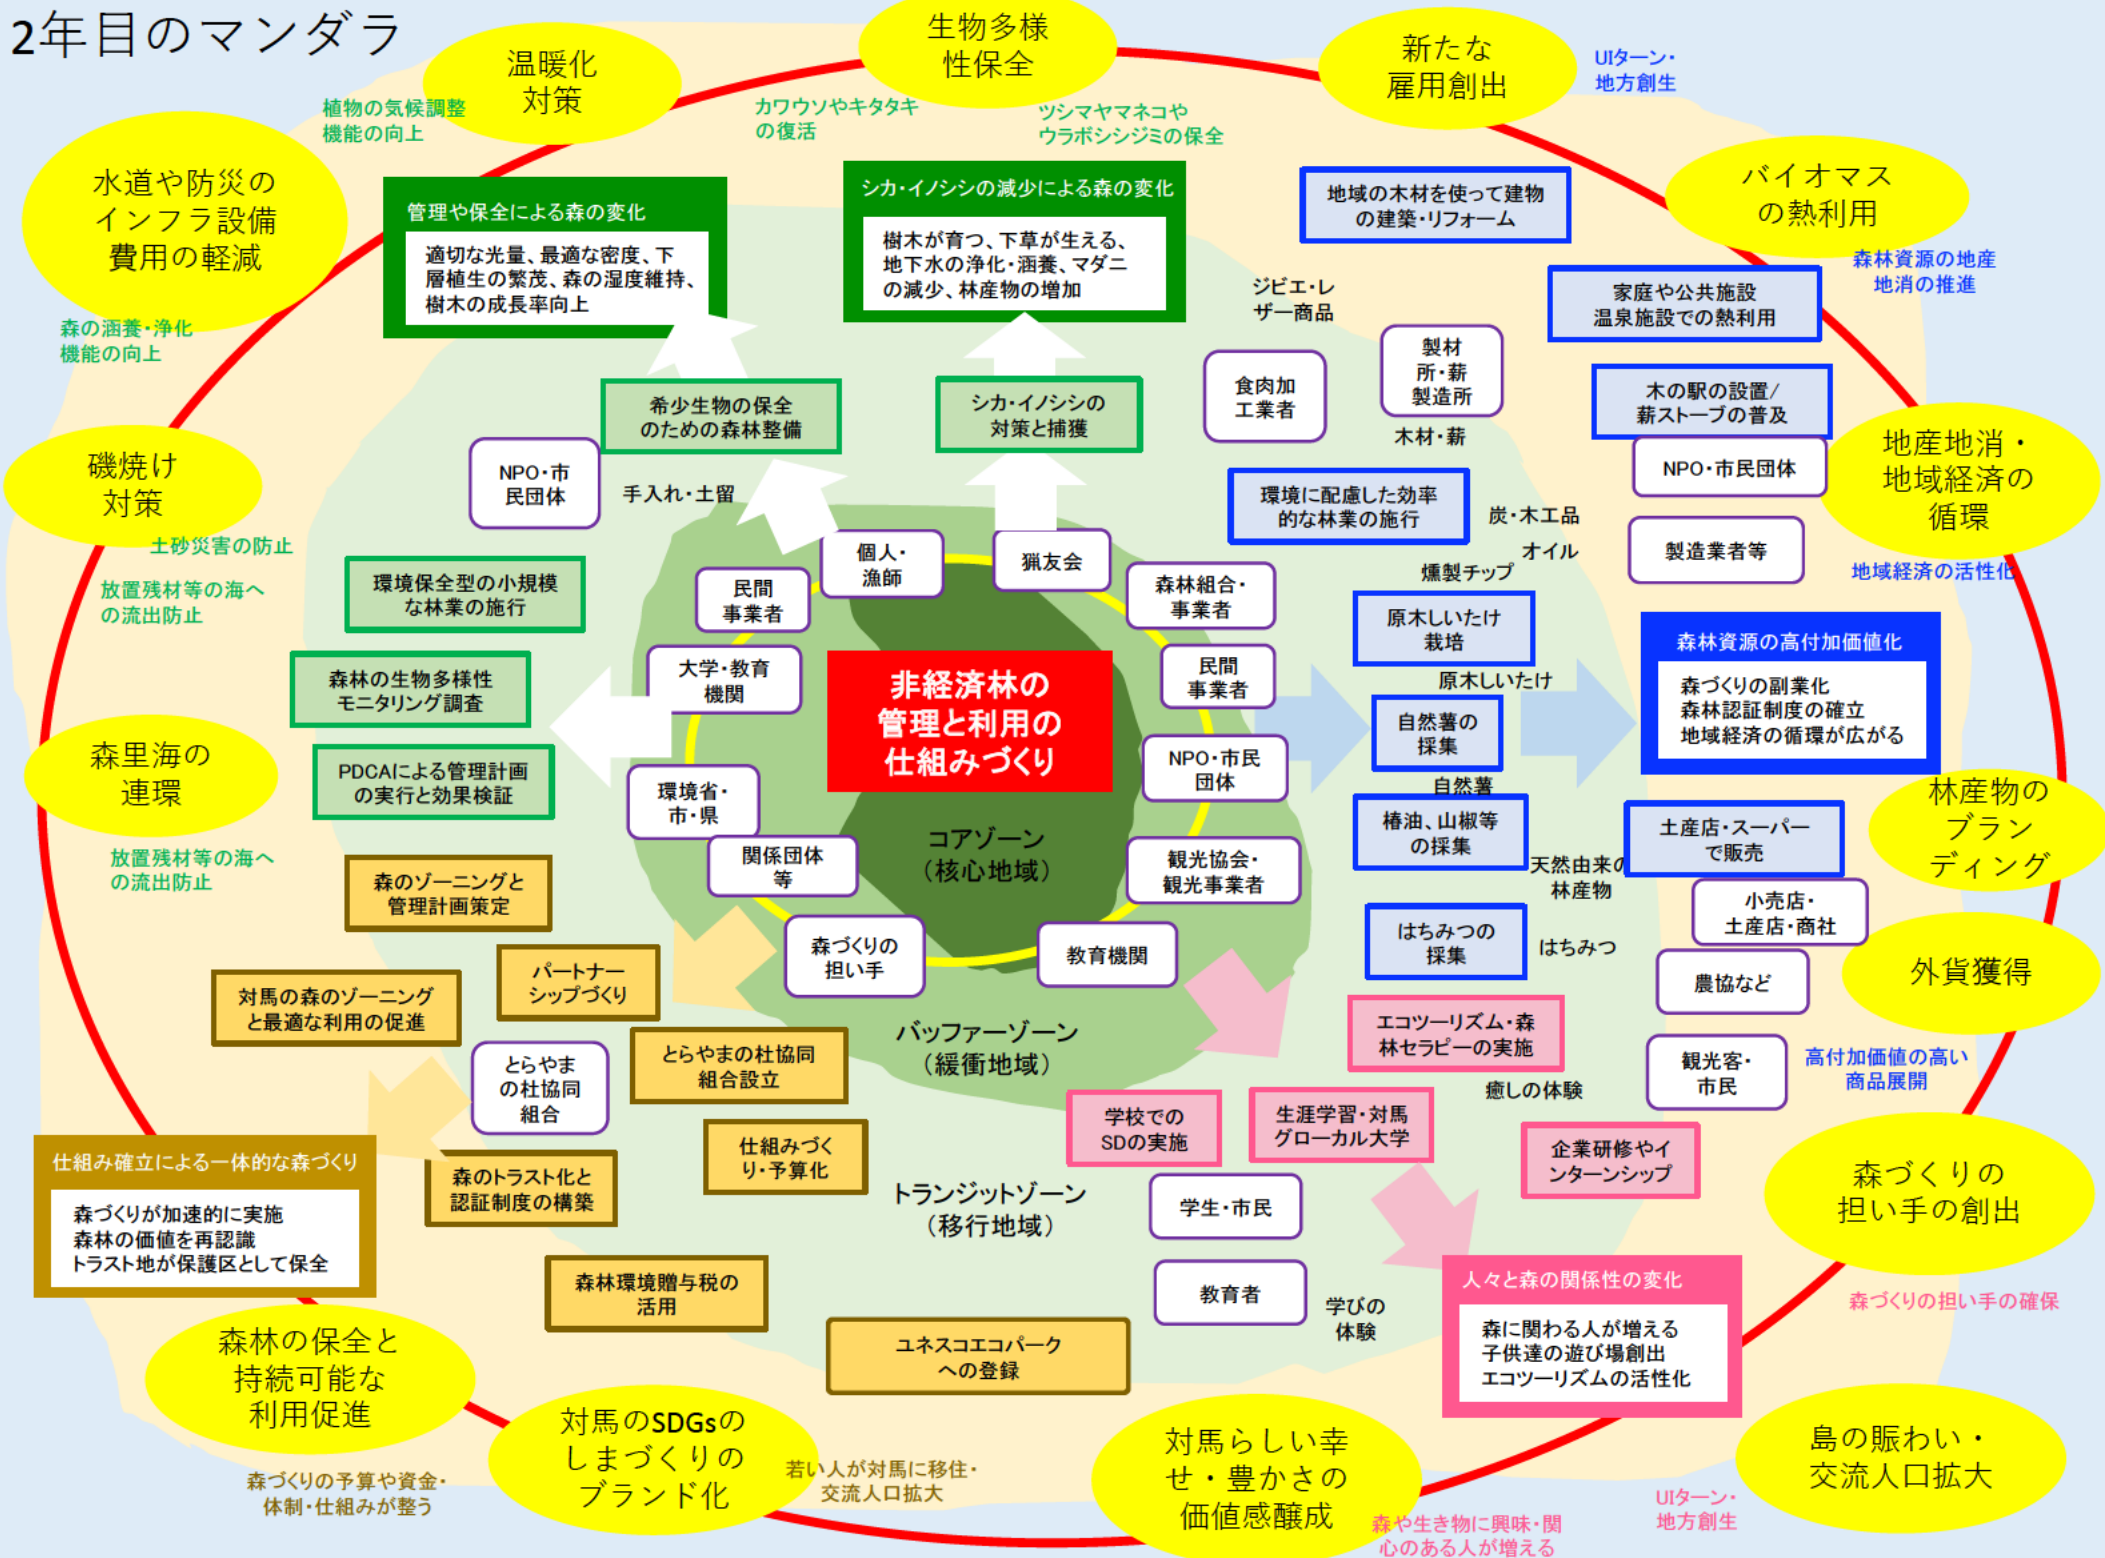 2年目のマンダラ
温暖化
対策
生物多様
性保全
新たな
雇用創出
UIターン・
地方創生
植物の気候調整
機能の向上
カワウソやキタタキ
の復活
ツシマヤマネコや
ウラボシシジミの保全
水道や防災の
インフラ設備
費用の軽減
バイオマス
の熱利用
管理や保全による森の変化
適切な光量、最適な密度、下
層植生の繁茂、森の湿度維持、
樹木の成長率向上
シカ・イノシシの減少による森の変化
樹木が育つ、下草が生える、
地下水の浄化・涵養、マダニ
の減少、林産物の増加
地域の木材を使って建物
の建築・リフォーム
森林資源の地産
地消の推進
家庭や公共施設
温泉施設での熱利用
ジビエ・レ
ザー商品
森の涵養・浄化
機能の向上
食肉加
工業者
製材
所・薪
製造所
木材・薪
木の駅の設置/
薪ストーブの普及
NPO・市民団体
希少生物の保全
のための森林整備
シカ・イノシシの
対策と捕獲
地産地消・
地域経済の
循環
磯焼け
対策
NPO・市
民団体
手入れ・土留
環境に配慮した効率
的な林業の施行
炭・木工品
オイル
燻製チップ
製造業者等
地域経済の活性化
土砂災害の防止
放置残材等の海へ
の流出防止
環境保全型の小規模
な林業の施行
民間
事業者
個人・
漁師
猟友会
森林組合・
事業者
原木しいたけ
栽培
原木しいたけ
森林資源の高付加価値化
森づくりの副業化
森林認証制度の確立
地域経済の循環が広がる
森林の生物多様性
モニタリング調査
大学・教育
機関
非経済林の
管理と利用の
仕組みづくり
民間
事業者
自然薯の
採集
自然薯
森里海の
連環
PDCAによる管理計画
の実行と効果検証
環境省・
市・県
NPO・市民
団体
林産物の
ブラン
ディング
放置残材等の海へ
の流出防止
関係団体
等
コアゾーン
（核心地域）
観光協会・
観光事業者
椿油、山椒等
の採集
天然由来の
林産物
土産店・スーパー
で販売
小売店・
土産店・商社
森のゾーニングと
管理計画策定
森づくりの
担い手
教育機関
はちみつの
採集
はちみつ
農協など
外貨獲得
対馬の森のゾーニング
と最適な利用の促進
パートナー
シップづくり
バッファーゾーン
（緩衝地域）
エコツーリズム・森
林セラピーの実施
癒しの体験
観光客・
市民
高付加価値の高い
商品展開
とらやま
の杜協同
組合
とらやまの杜協同
組合設立
学校での
SDの実施
生涯学習・対馬
グローカル大学
企業研修やイ
ンターンシップ
仕組み確立による一体的な森づくり
森づくりが加速的に実施
森林の価値を再認識
トラスト地が保護区として保全
森のトラスト化と
認証制度の構築
仕組みづく
り・予算化
トランジットゾーン
（移行地域）
学生・市民
森づくりの
担い手の創出
森林環境贈与税の
活用
教育者
学びの
体験
人々と森の関係性の変化
森に関わる人が増える
子供達の遊び場創出
エコツーリズムの活性化
森づくりの担い手の確保
森林の保全と
持続可能な
利用促進
ユネスコエコパーク
への登録
森づくりの予算や資金・
体制・仕組みが整う
対馬のSDGsの
しまづくりの
ブランド化
若い人が対馬に移住・
交流人口拡大
対馬らしい幸
せ・豊かさの
価値感醸成
森や生き物に興味・関
心のある人が増える
UIターン・
地方創生
島の賑わい・
交流人口拡大